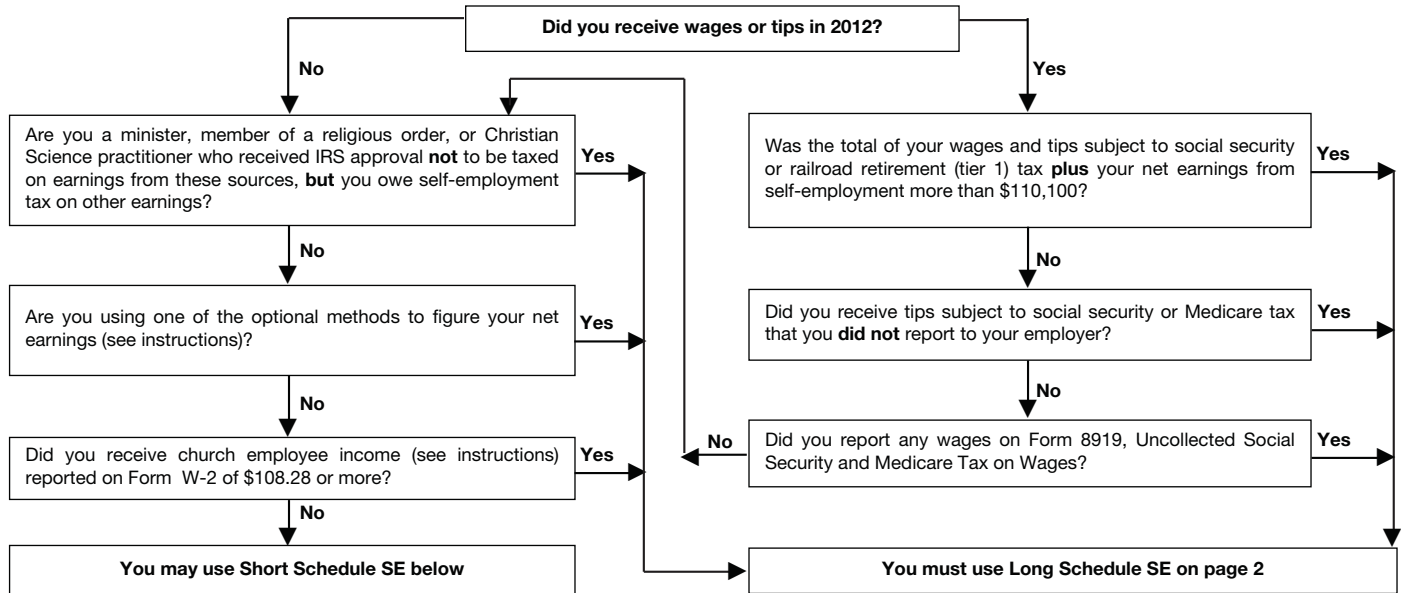 Did you receive wages or tips in 2012?
No
Yes
Are you a minister, member of a religious order, or Christian
Science practitioner who received IRS approval not to be taxed
on earnings from these sources, but you owe self-employment
tax on other earnings?
Yes
Was the total of your wages and tips subject to social security
or railroad retirement (tier 1) tax plus your net earnings from
self-employment more than $110,100?
Yes
No
No
Are you using one of the optional methods to figure your net
earnings (see instructions)?
Yes
Did you receive tips subject to social security or Medicare tax
that you did not report to your employer?
Yes
No
No
Did you receive church employee income (see instructions)
reported on Form W-2 of $108.28 or more?
Yes
No
Did you report any wages on Form 8919, Uncollected Social
Security and Medicare Tax on Wages?
Yes
No
You may use Short Schedule SE below
You must use Long Schedule SE on page 2